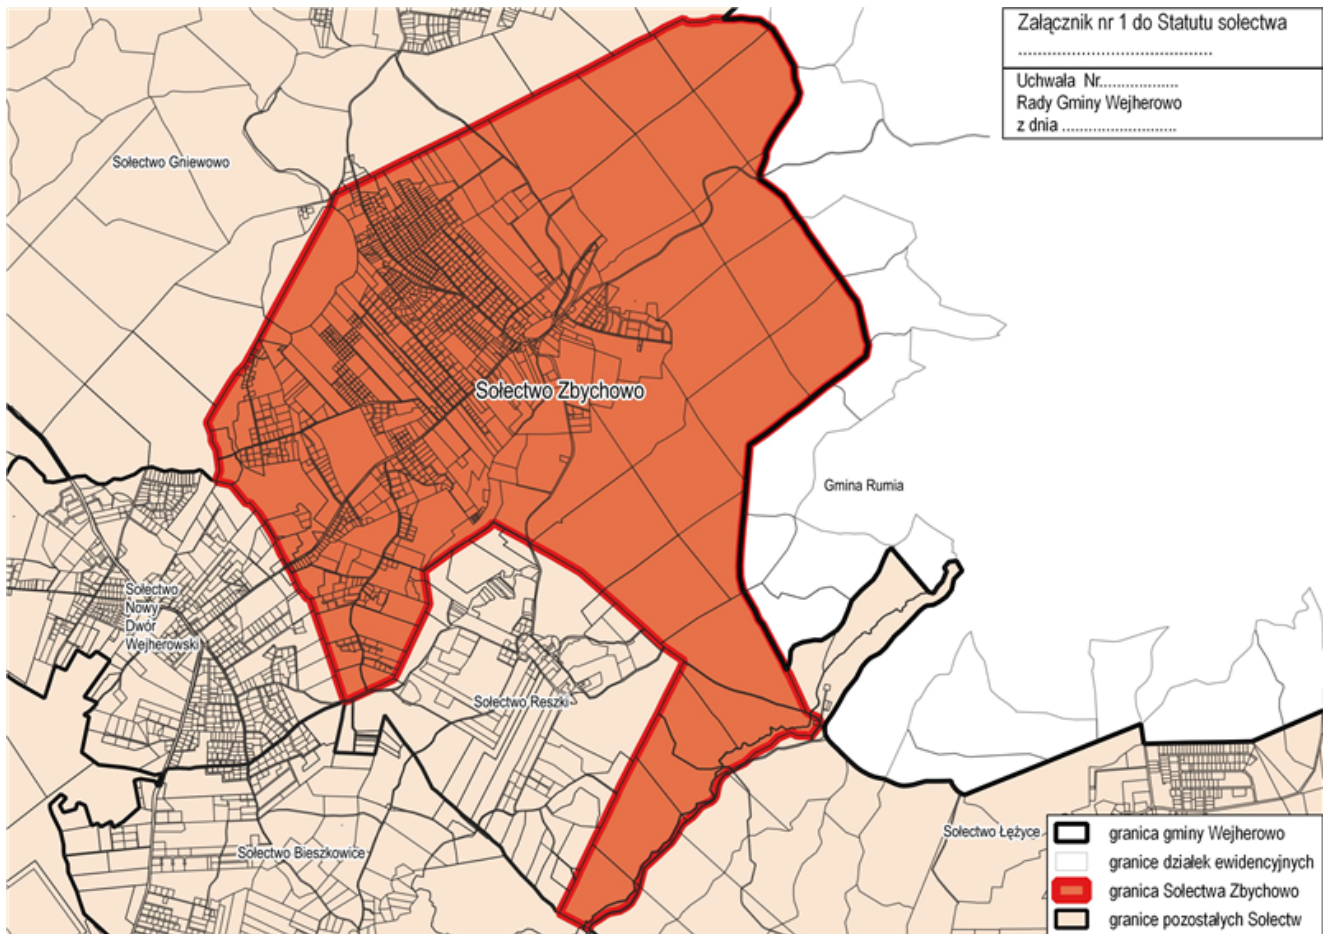 Załącznik nr 1 do Statutu sołectwa
..........................................
Uchwała Nr...................
Rady Gminy Wejherowo
z dnia ...........................
Sołectwo Gniewowo
Sołectwo Zbychowo
Gmina Rumia
Sołectwo
Nowy
Dwór
Wejherowski
Sołectwo Reszki
Sołectwo Bieszkowice
Sołectwo Łężyce
granica gminy Wejherowo
granice działek ewidencyjnych
granica Sołectwa Zbychowo
granice pozostałych Sołectw